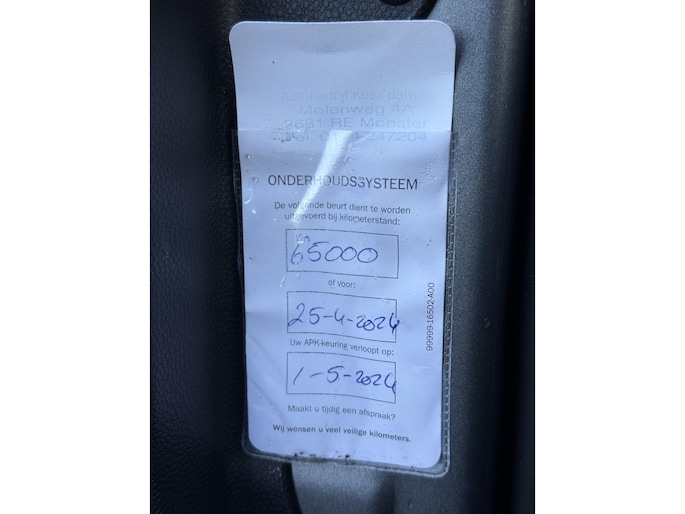 Molenweg 4A
2681 RE Monster
247204
ONDERHOUDSSYSTEEM
De volgende beurt dient te worden
uitgevoerd bij kilometerstand:
65000
of voor:
25-4-2024
Uw APK-keuring verloopt op:
1-5-2024
Maakt u tijdig een afspraak?
Wij wensen u veel veilige kilometers.
99999-16502-A00